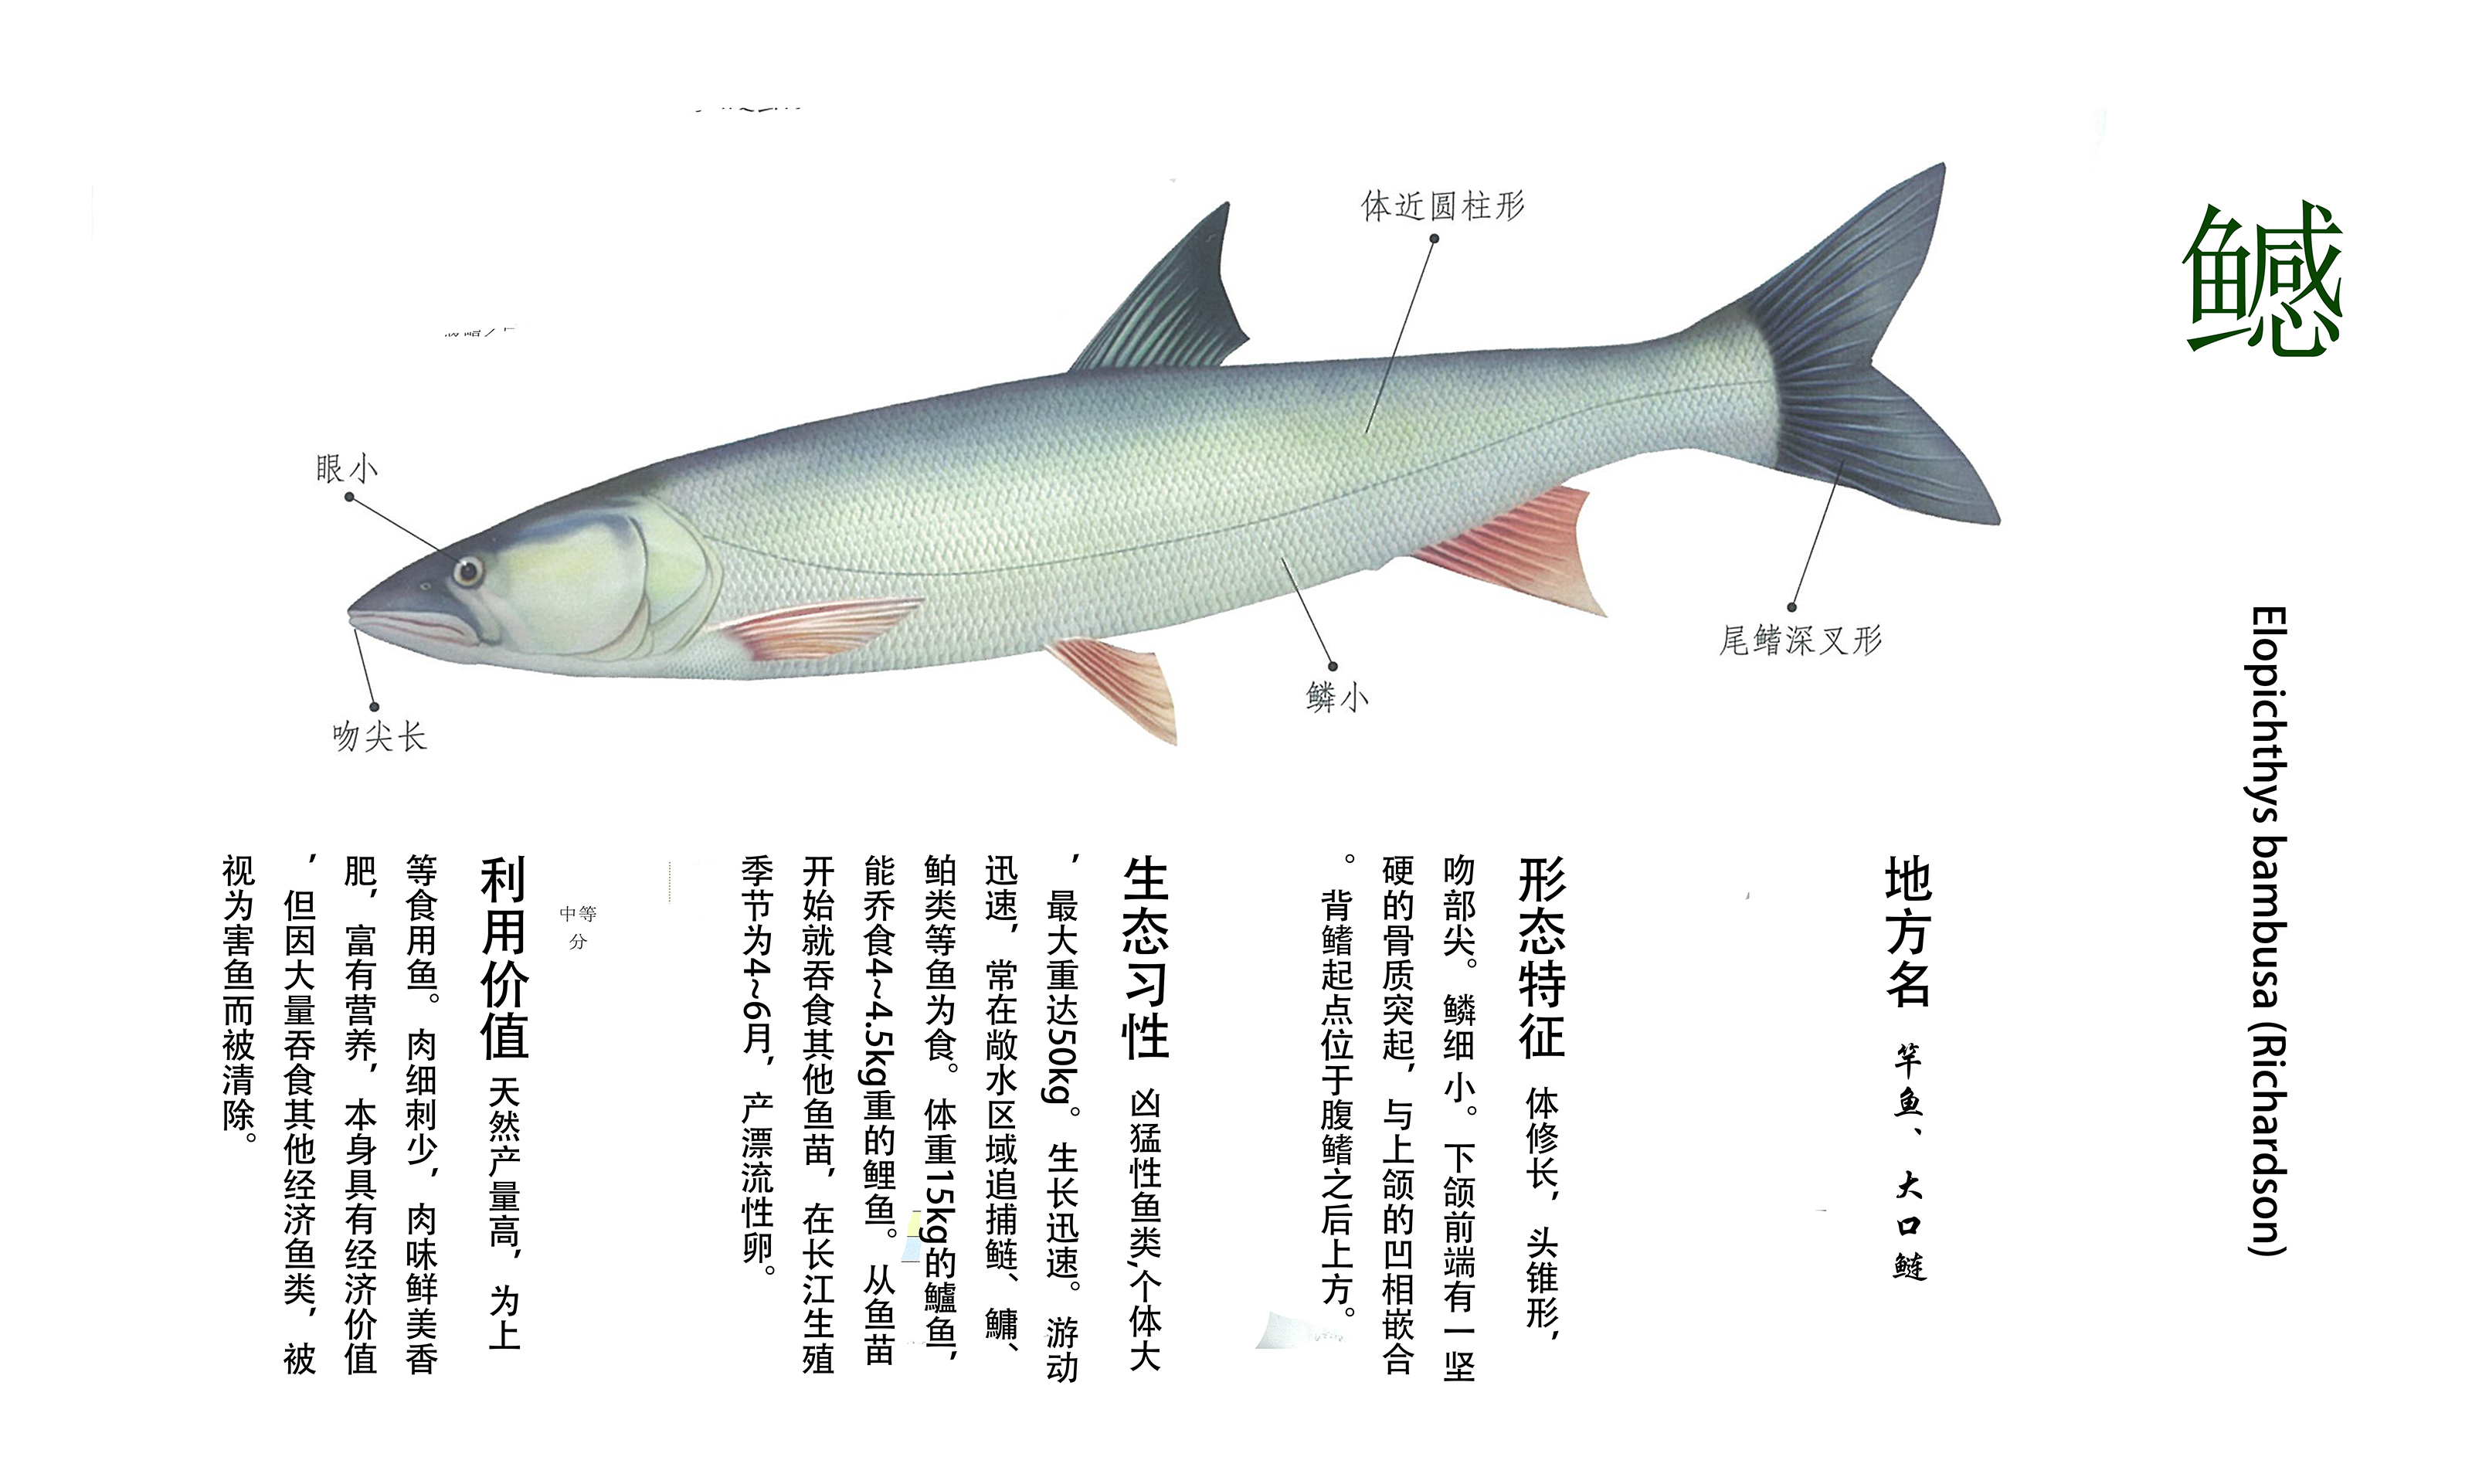 鳡
Elopichthys bambusa (Richardson)
体近圆柱形
眼小
吻尖长
鳞小
尾鳍深叉形
地方名 竿鱼、大口鲢
形态特征 体修长，头锥形，
吻部尖。鳞细小。下颌前端有一坚
硬的骨质突起，与上颌的凹相嵌合
。背鳍起点位于腹鳍之后上方。
生态习性 凶猛性鱼类,个体大
，最大重达50kg。生长迅速。游动
迅速，常在敞水区域追捕鲢、鳙、
鲌类等鱼为食。体重15kg的鳡鱼，
能吞食4~4.5kg重的鲤鱼。从鱼苗
开始就吞食其他鱼苗，在长江生殖
季节为4~6月，产漂流性卵。
中等
分
利用价值 天然产量高，为上
等食用鱼。肉细刺少，肉味鲜美香
肥，富有营养，本身具有经济价值
，但因大量吞食其他经济鱼类，被
视为害鱼而被清除。